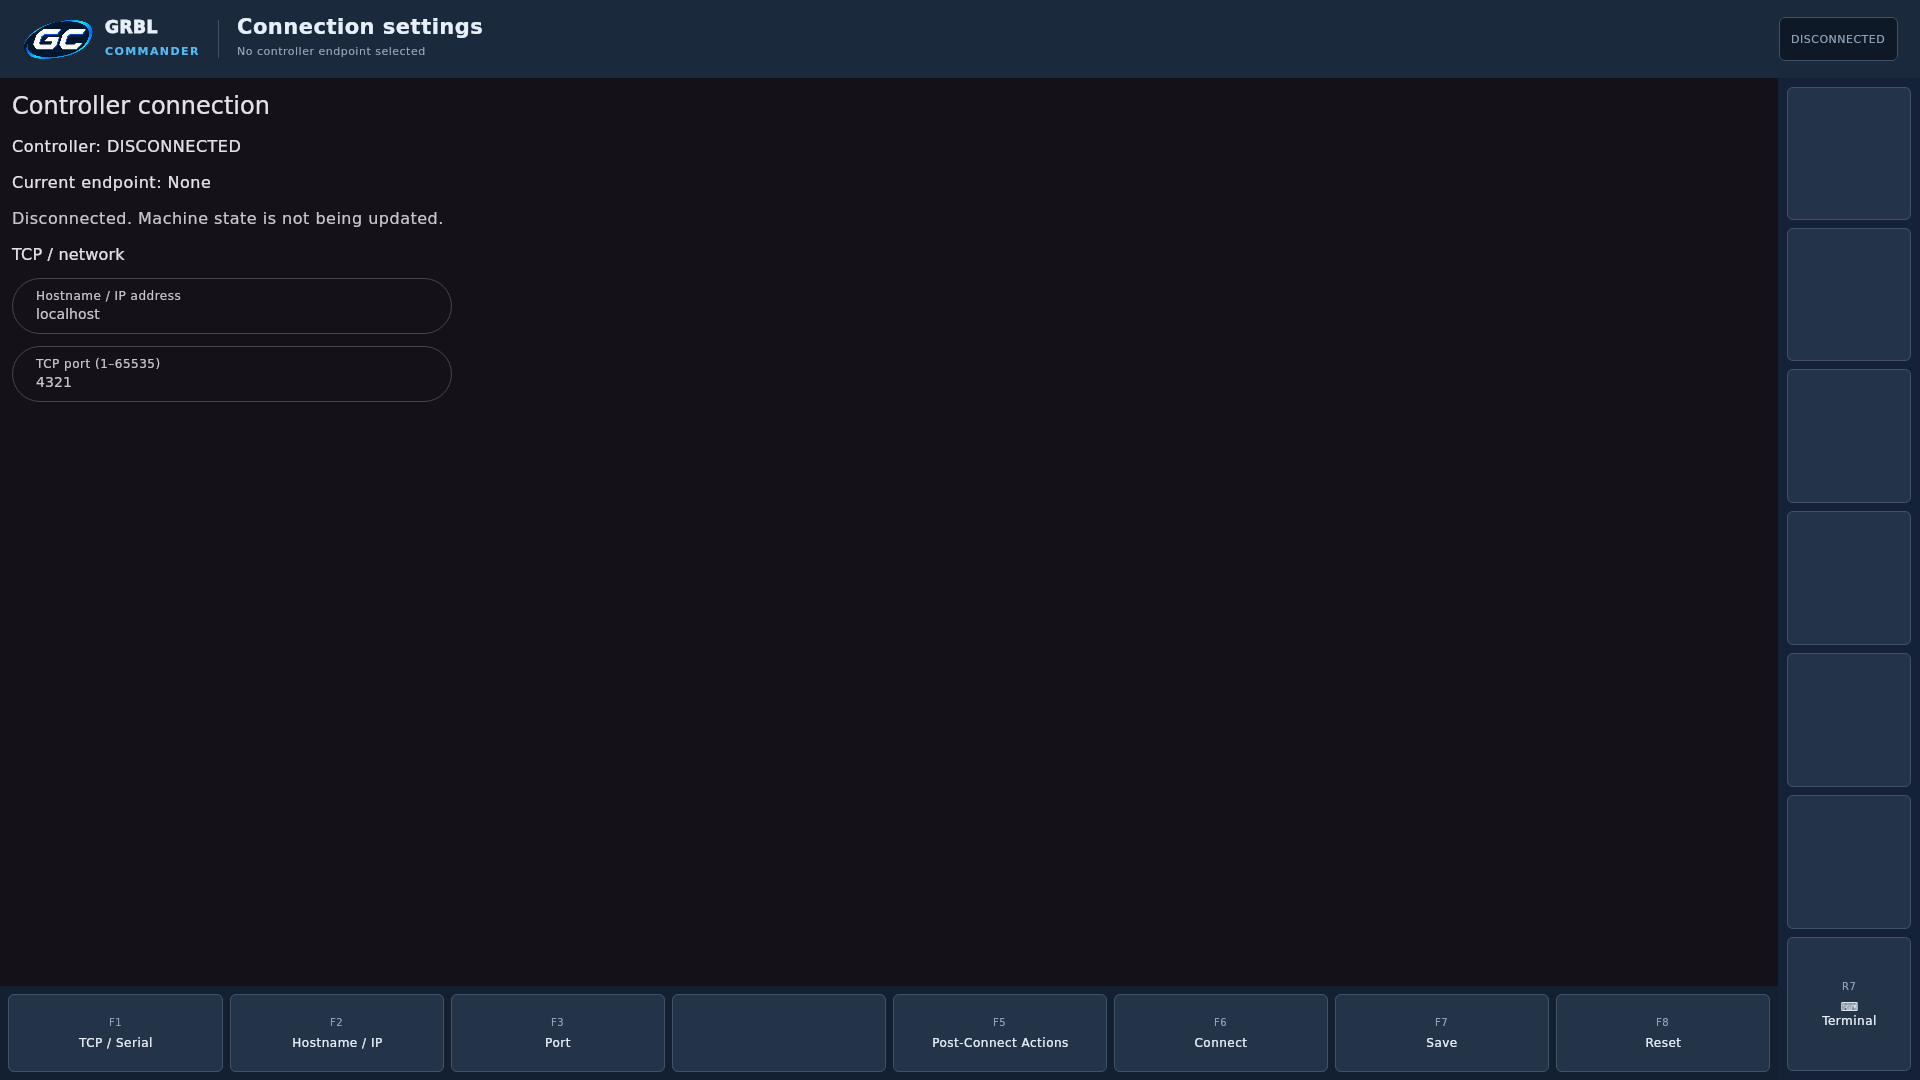 GC
GRBL
COMMANDER
Connection settings
No controller endpoint selected
DISCONNECTED
Controller connection
Controller: DISCONNECTED
Current endpoint: None
Disconnected. Machine state is not being updated.
TCP / network
Hostname / IP address
localhost
TCP port (1–65535)
4321
R7
Terminal
F1
TCP / Serial
F2
Hostname / IP
F3
Port
F5
Post-Connect Actions
F6
Connect
F7
Save
F8
Reset